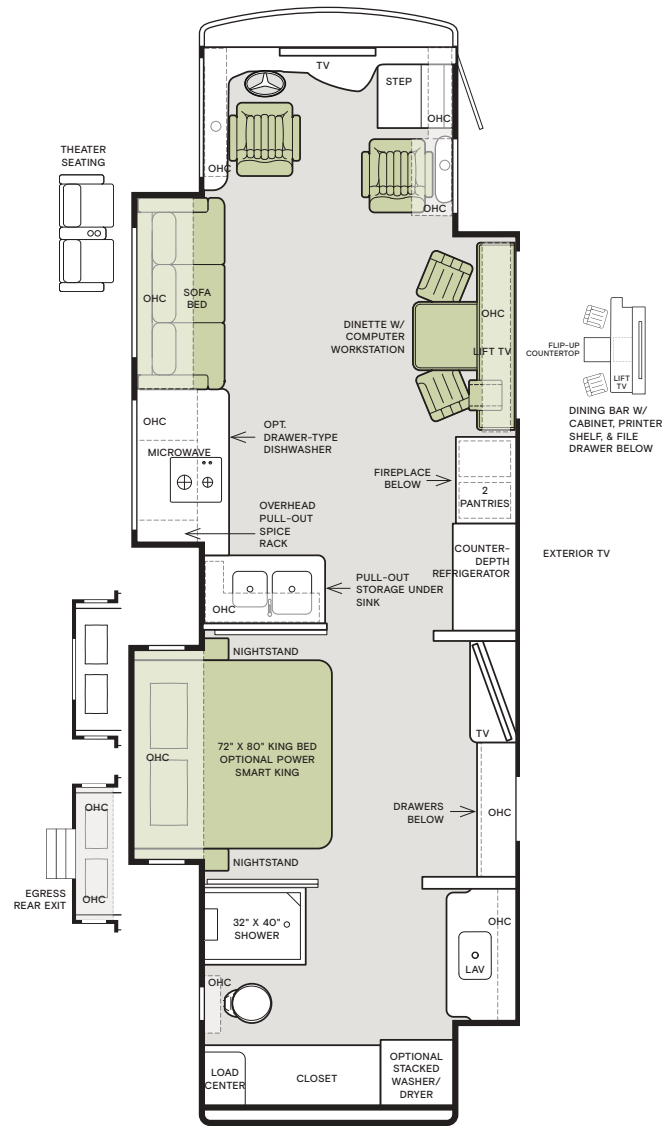 TV
STEP
OHC
OHC
OHC
THEATER
SEATING
OHC
SOFA
BED
DINETTE W/
COMPUTER
WORKSTATION
OHC
LIFT TV
FLIP-UP
COUNTERTOP
LIFT
TV
DINING BAR W/
CABINET, PRINTER
SHELF, & FILE
DRAWER BELOW
OHC
MICROWAVE
OPT.
DRAWER-TYPE
DISHWASHER
FIREPLACE
BELOW
2
PANTRIES
OVERHEAD
PULL-OUT
SPICE
RACK
COUNTER-
DEPTH
REFRIGERATOR
EXTERIOR TV
OHC
PULL-OUT
STORAGE UNDER
SINK
NIGHTSTAND
TV
72" X 80" KING BED
OPTIONAL POWER
SMART KING
OHC
DRAWERS
BELOW
OHC
OHC
OHC
EGRESS
REAR EXIT
NIGHTSTAND
32" X 40"
SHOWER
OHC
LAV
OHC
LOAD
CENTER
CLOSET
OPTIONAL
STACKED
WASHER/
DRYER